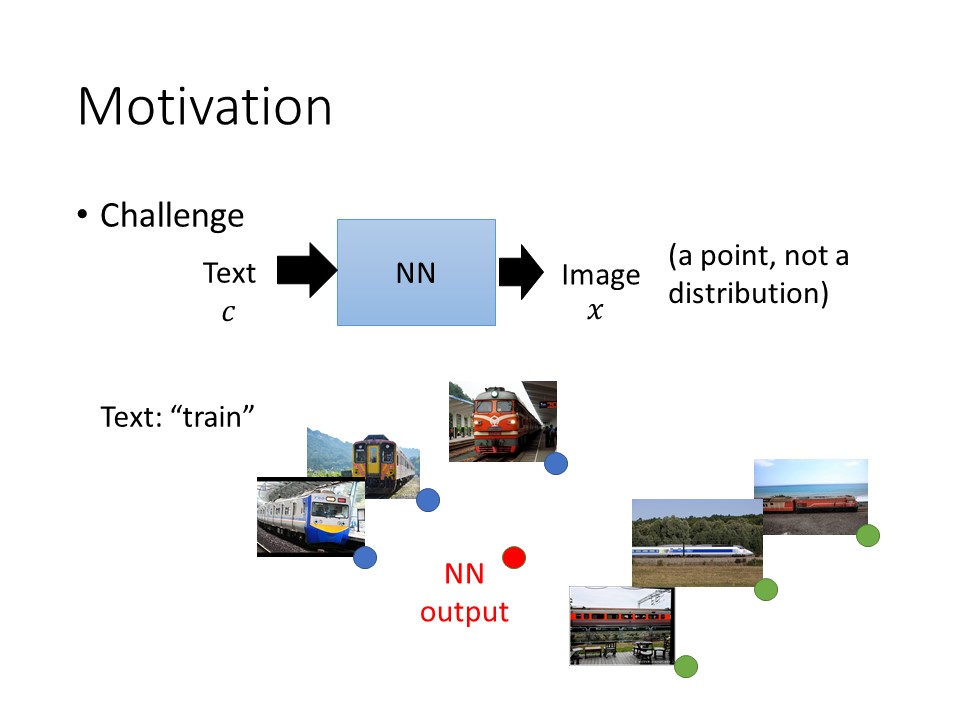 Motivation
• Challenge
Text
c
NN
Image
x
(a point, not a
distribution)
Text: “train”
NN
output